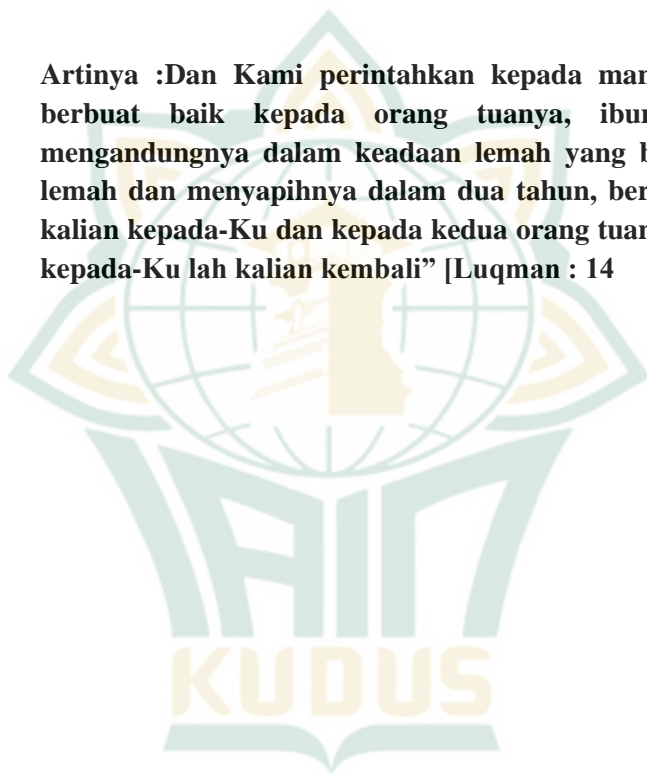 Artinya :Dan Kami perintahkan kepada man
berbuat baik kepada orang tuanya, ibun
mengandungnya dalam keadaan lemah yang b
lemah dan menyapihnya dalam dua tahun, ber
kalian kepada-Ku dan kepada kedua orang tuan
kepada-Ku lah kalian kembali” [Luqman : 14
IAIN
KUDUS